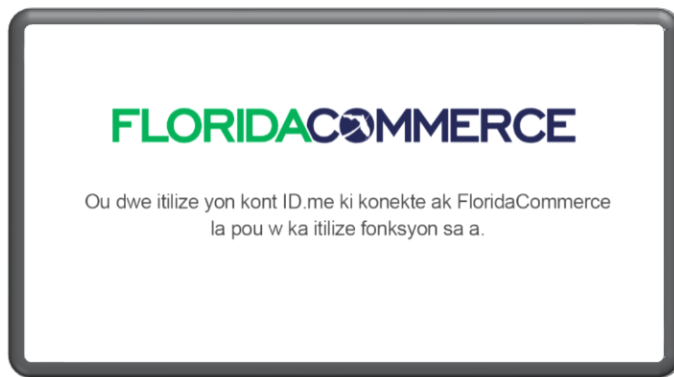 FLORIDACOMMERCE
Ou dwe itilize yon kont ID.me ki konekte ak FloridaCommerce
la pou w ka itilize fonksyon sa a.